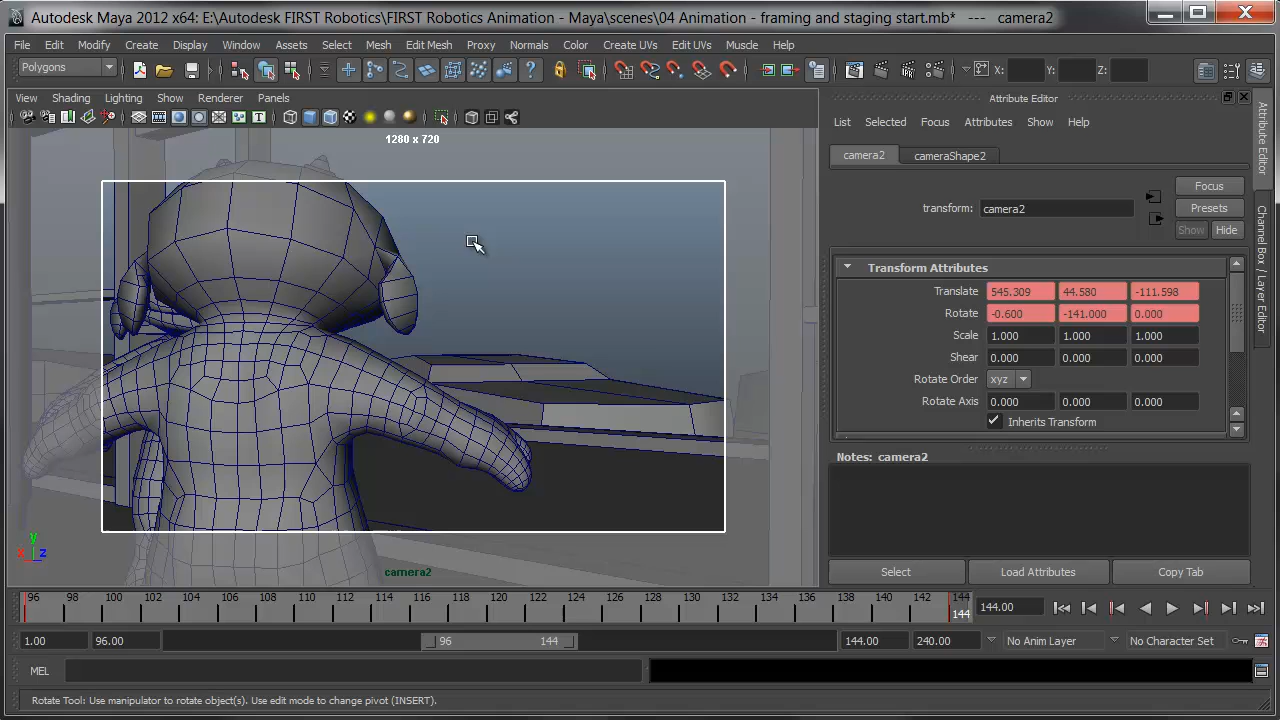 Autodesk Maya 2012 x64: E:\Autodesk FIRST Robotics\FIRST Robotics Animation - Maya\scenes\04 Animation - framing and staging start.mb* --- camera2
File Edit Modify Create Display Window Assets Select Mesh Edit Mesh Proxy Normals Color Create UVs Edit UVs Muscle Help
Polygons X: Y: Z:
View Shading Lighting Show Renderer Panels
1280 x 720
camera2
y
x z
Attribute Editor
List Selected Focus Attributes Show Help
camera2 cameraShape2
Focus
transform: camera2 Presets
Show Hide
Transform Attributes
Translate 545.309 44.580 -111.598
Rotate -0.600 -141.000 0.000
Scale 1.000 1.000 1.000
Shear 0.000 0.000 0.000
Rotate Order xyz
Rotate Axis 0.000 0.000 0.000
Inherits Transform
Notes: camera2
Select Load Attributes Copy Tab
Attribute Editor
Channel Box / Layer Editor
96 98 100 102 104 106 108 110 112 114 116 118 120 122 124 126 128 130 132 134 136 138 140 142 144
144 144.00
1.00 96.00 96 144 144.00 240.00 No Anim Layer No Character Set
MEL
Rotate Tool: Use manipulator to rotate object(s). Use edit mode to change pivot (INSERT).